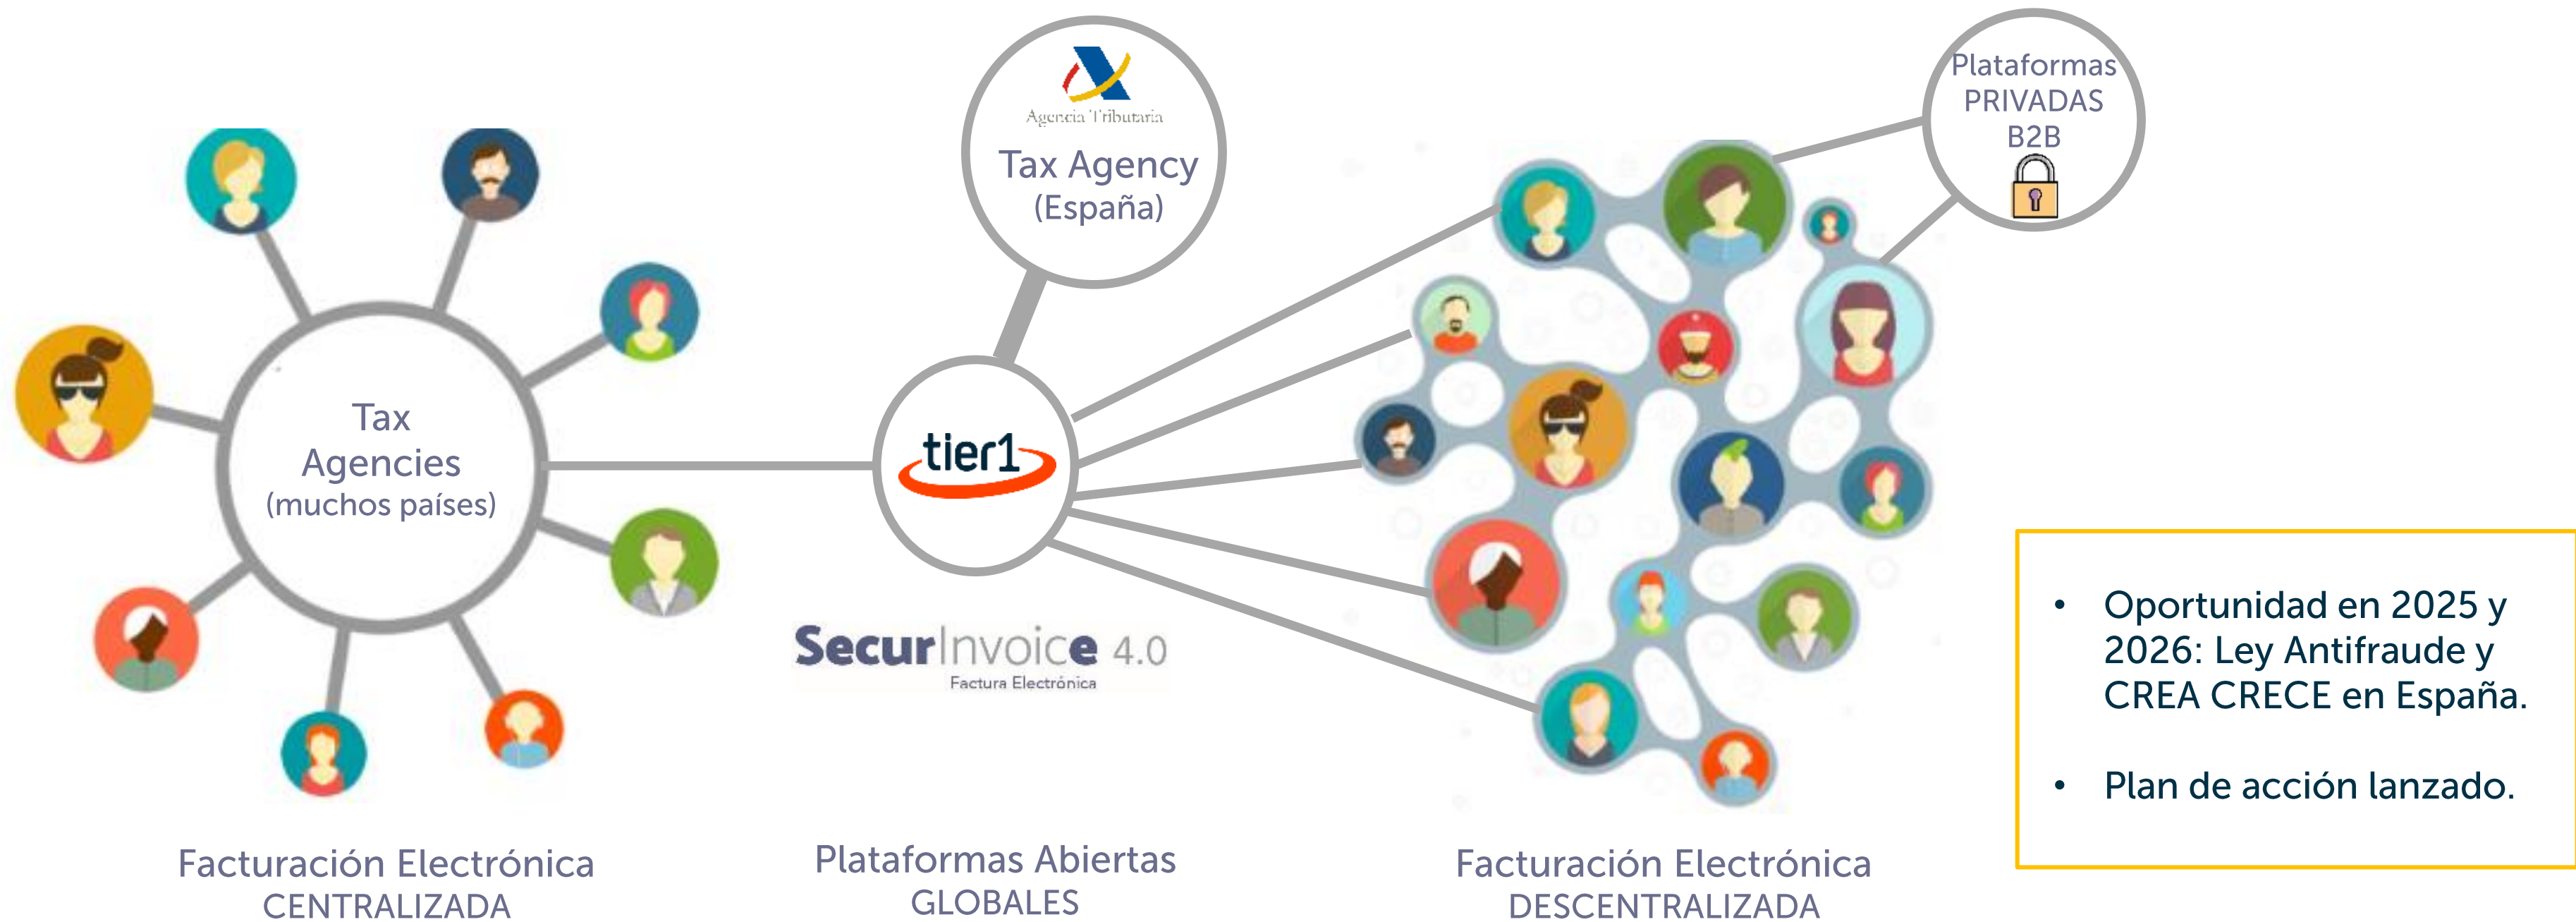 Agencia Tributaria
Tax Agency
(España)
Plataformas
PRIVADAS
B2B
Tax
Agencies
(muchos países)
tier1
SecurInvoice 4.0
Factura Electrónica
• Oportunidad en 2025 y
2026: Ley Antifraude y
CREA CRECE en España.
• Plan de acción lanzado.
Facturación Electrónica
CENTRALIZADA
Plataformas Abiertas
GLOBALES
Facturación Electrónica
DESCENTRALIZADA